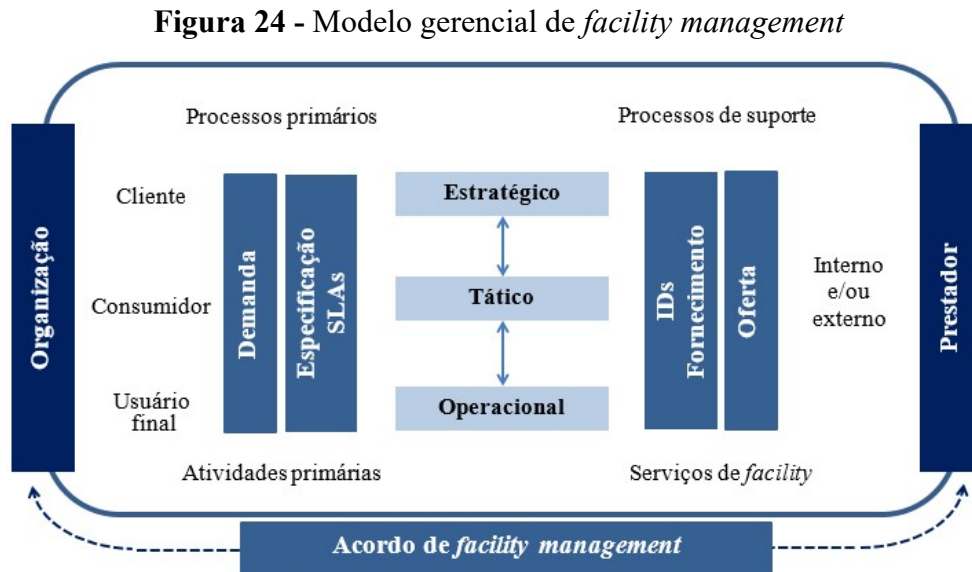 Figura 24 - Modelo gerencial de facility management
Processos primários
Processos de suporte
Organização
Cliente
Consumidor
Usuário
final
Demanda
Especificação
SLAs
Estratégico
Tático
Operacional
IDs
Fornecimento
Oferta
Interno
e/ou
externo
Prestador
Atividades primárias
Serviços de facility
Acordo de facility management